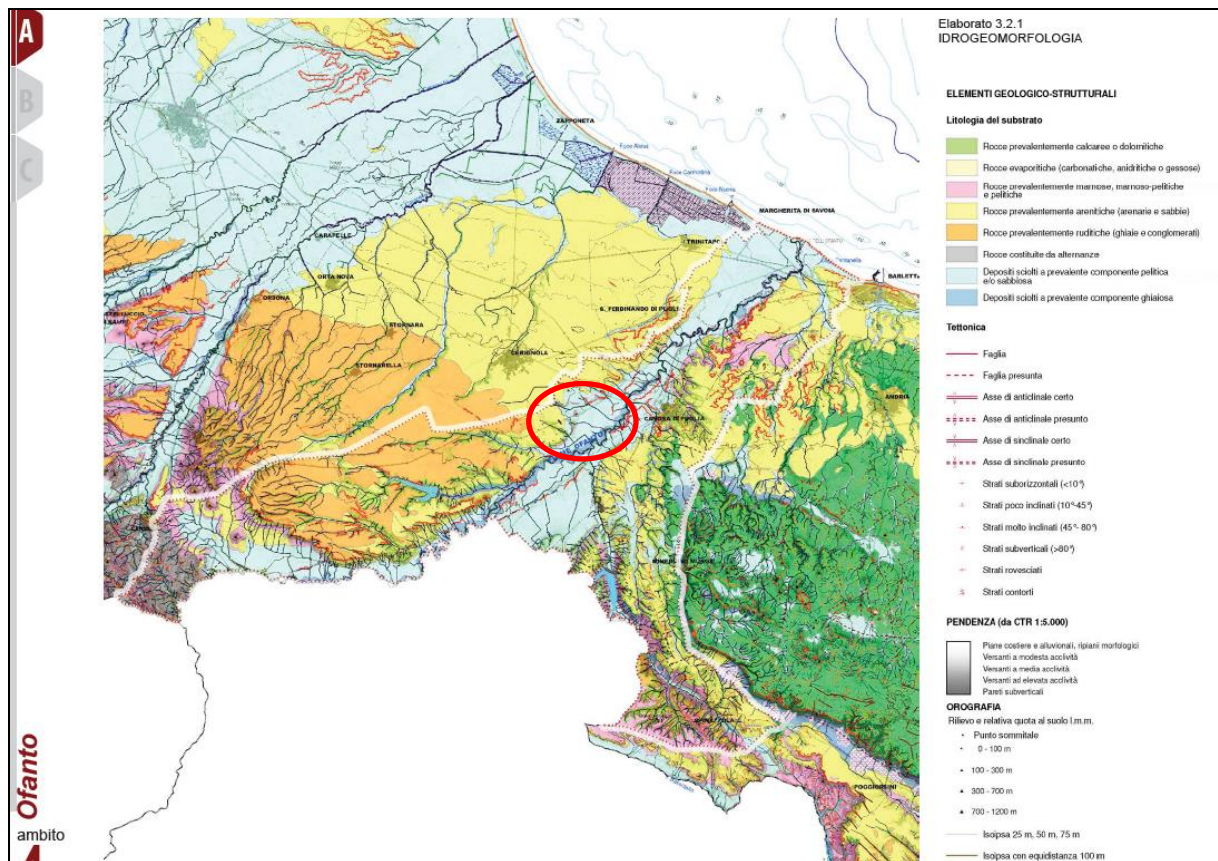 A
B
C
Ofanto
ambito
Elaborato 3.2.1
IDROGEOMORFOLOGIA
ZAPPONETA
Foce Aloisa
Foce Carmosina
MARGHERITA DI SAVOIA
TRINITAPO
BARLETTA
CARAPELLE
ORTA NOVA
ORDONA
S. FERDINANDO DI PUGLI
STORNARA
CERIGNOLA
STORNARELLA
ANDRIA
CANOSA DI PUGLIA
OFANTO
SPINAZZOLA
POGGIORSINI
ELEMENTI GEOLOGICO-STRUTTURALI
Litologia del substrato
Rocce prevalentemente calcaree o dolomitiche
Rocce evaporitiche (carbonatiche, anidritiche o gessose)
Rocce prevalentemente marnose, marnoso-pelitiche
e pelitiche
Rocce prevalentemente arenitiche (arenarie e sabbie)
Rocce prevalentemente ruditiche (ghiaie e conglomerati)
Rocce costituite da alternanze
Depositi sciolti a prevalente componente pelitica
e/o sabbiosa
Depositi sciolti a prevalente componente ghiaiosa
Tettonica
Faglia
Faglia presunta
Asse di anticlinale certo
Asse di anticlinale presunto
Asse di sinclinale certo
Asse di sinclinale presunto
Strati suborizzontali (<10°)
Strati poco inclinati (10°-45°)
Strati molto inclinati (45°- 80°)
Strati subverticali (>80°)
Strati rovesciati
Strati contorti
PENDENZA (da CTR 1:5.000)
Piane costiere e alluvionali, ripiani morfologici
Versanti a modesta acclività
Versanti a media acclività
Versanti ad elevata acclività
Pareti subverticali
OROGRAFIA
Rilievo e relativa quota al suolo l.m.m.
Punto sommitale
0 - 100 m
100 - 300 m
300 - 700 m
700 - 1200 m
Isoipsa 25 m, 50 m, 75 m
Isoipsa con equidistanza 100 m